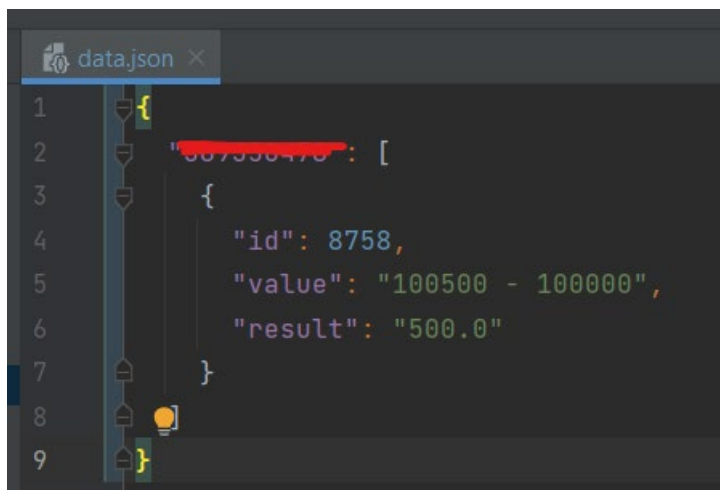 data.json
1 {
2 : [
3 {
4 "id": 8758,
5 "value": "100500 - 100000",
6 "result": "500.0"
7 }
8 ]
9 }